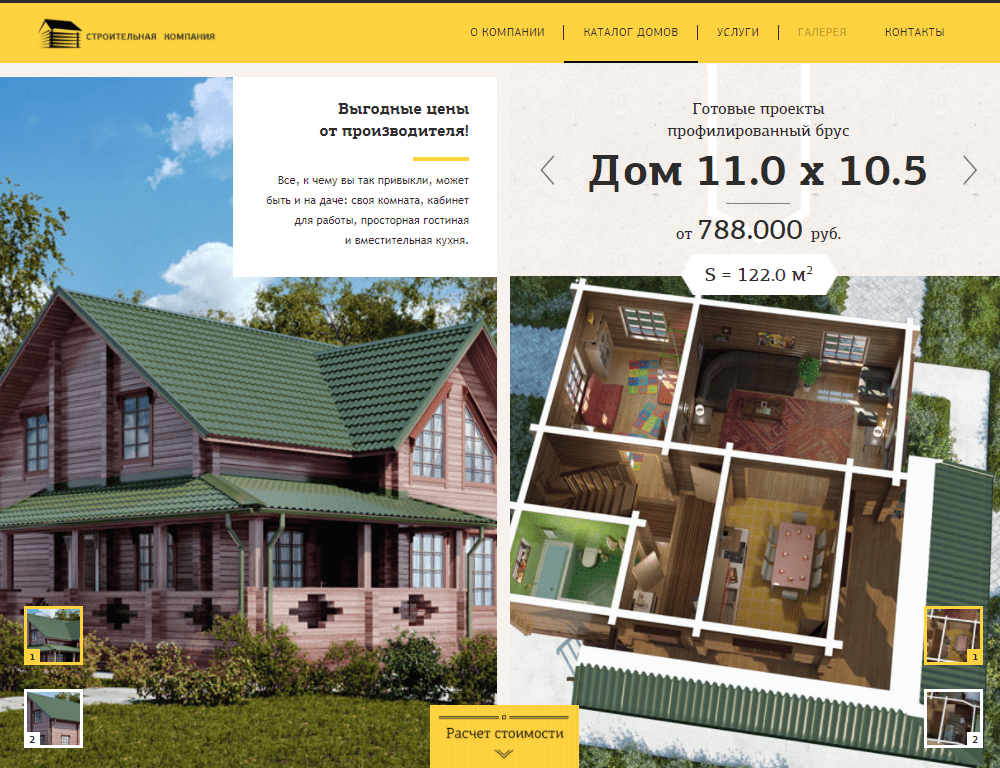 СТРОИТЕЛЬНАЯ КОМПАНИЯ
О КОМПАНИИ
КАТАЛОГ ДОМОВ
УСЛУГИ
ГАЛЕРЕЯ
КОНТАКТЫ
Выгодные цены
от производителя!
Все, к чему вы так привыкли, может
быть и на даче: своя комната, кабинет
для работы, просторная гостиная
и вместительная кухня.
Готовые проекты
профилированный брус
Дом 11.0 х 10.5
от 788.000 руб.
S = 122.0 м²
1
2
1
2
Расчет стоимости